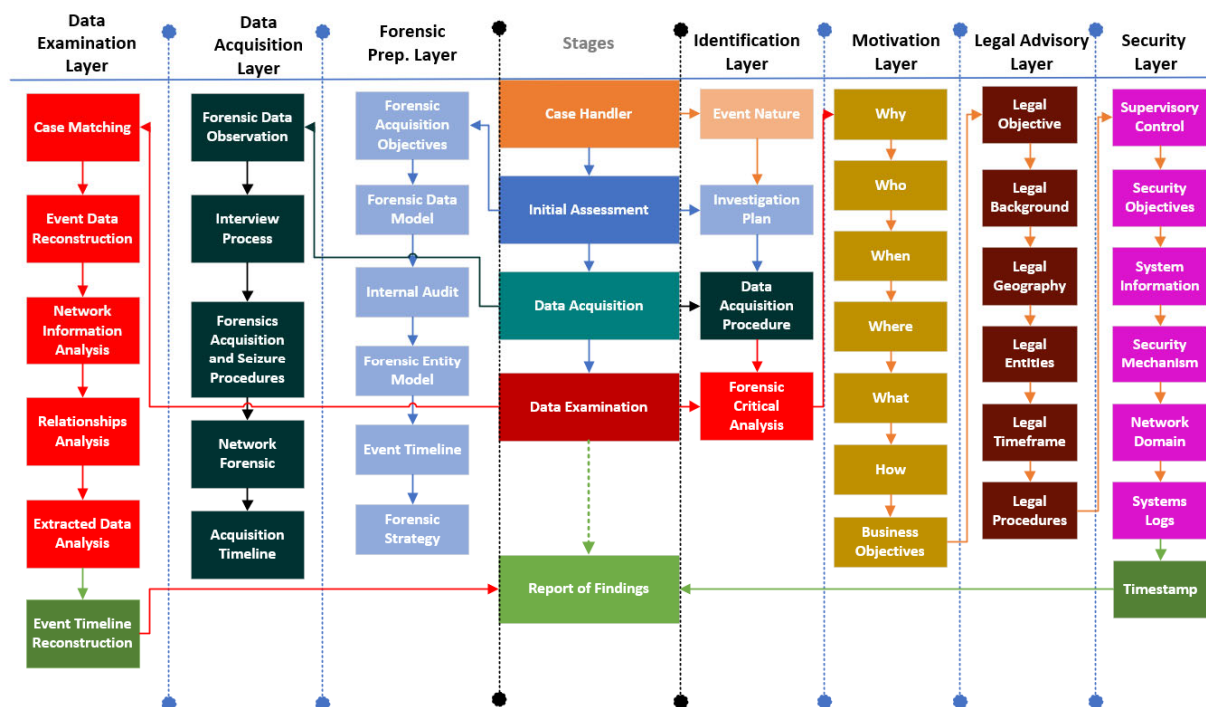 Data
Examination
Layer
Data
Acquisition
Layer
Forensic
Prep. Layer
Stages
Identification
Layer
Motivation
Layer
Legal Advisory
Layer
Security
Layer
Case Matching
Event Data
Reconstruction
Network
Information
Analysis
Relationships
Analysis
Extracted Data
Analysis
Event Timeline
Reconstruction
Forensic Data
Observation
Interview
Process
Forensics
Acquisition
and Seizure
Procedures
Network
Forensic
Acquisition
Timeline
Forensic
Acquisition
Objectives
Forensic Data
Model
Internal Audit
Forensic Entity
Model
Event Timeline
Forensic
Strategy
Case Handler
Initial Assessment
Data Acquisition
Data Examination
Report of Findings
Event Nature
Investigation
Plan
Data
Acquisition
Procedure
Forensic
Critical
Analysis
Why
Who
When
Where
What
How
Business
Objectives
Legal
Objective
Legal
Background
Legal
Geography
Legal
Entities
Legal
Timeframe
Legal
Procedures
Supervisory
Control
Security
Objectives
System
Information
Security
Mechanism
Network
Domain
Systems
Logs
Timestamp